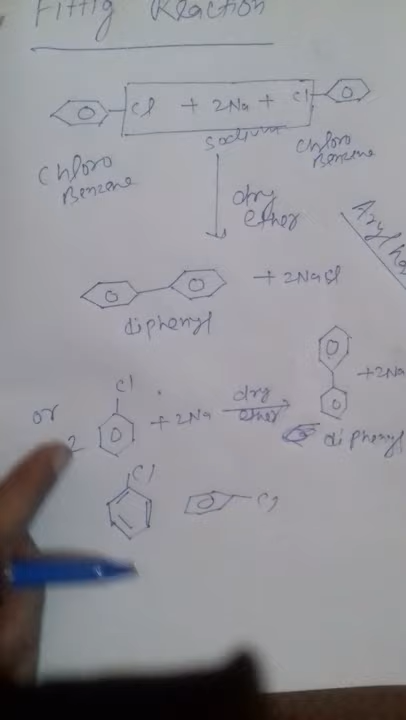 Fittig Reaction
Cl + 2Na + Cl
Sodium
Chloro
Benzene
Chloro
Benzene
dry
ether
+ 2NaCl
diphenyl
or
2
Cl
+ 2Na
dry
ether
+ 2Na
diphenyl
Cl
Cl